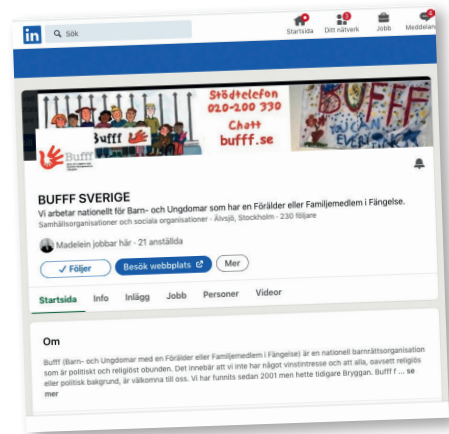 in Sök
Startsida Ditt nätverk Jobb Meddelan
Stödtelefon
020-200 330
Chatt
bufff.se
Bufff
BUFFF
YOU CAN
EVERY
Bufff
BUFFF SVERIGE
Vi arbetar nationellt för Barn- och Ungdomar som har en Förälder eller Familjemedlem i Fängelse.
Samhällsorganisationer och sociala organisationer · Älvsjö, Stockholm · 230 följare
Madelein jobbar här · 21 anställda
✓ Följer Besök webbplats Mer
Startsida Info Inlägg Jobb Personer Videor
Om
Bufff (Barn- och Ungdomar med en Förälder eller Familjemedlem i Fängelse) är en nationell barnrättsorganisation
som är politiskt och religiöst obunden. Det innebär att vi inte har något vinstintresse och att alla, oavsett religiös
eller politisk bakgrund, är välkomna till oss. Vi har funnits sedan 2001 men hette tidigare Bryggan. Bufff f ... se
mer